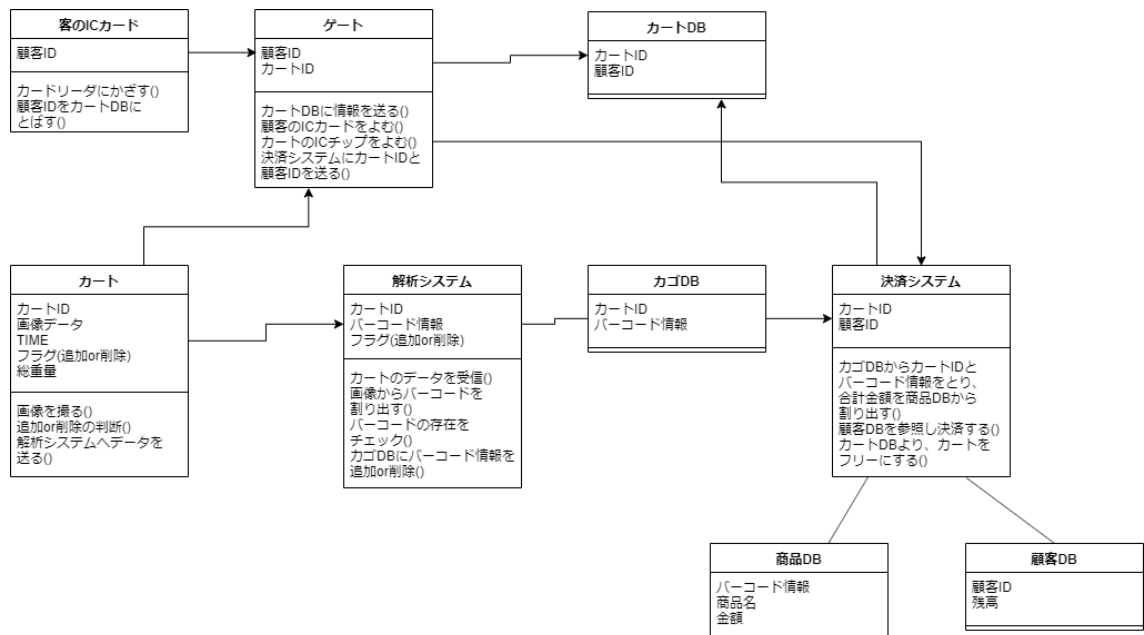 客のICカード
顧客ID
カードリーダにかざす()
顧客IDをカートDBに
とばす()
ゲート
顧客ID
カートID
カートDBに情報を送る()
顧客のICカードをよむ()
カートのICチップをよむ()
決済システムにカートIDと
顧客IDを送る()
カートDB
カートID
顧客ID
カート
カートID
画像データ
TIME
フラグ(追加or削除)
総重量
画像を撮る()
追加or削除の判断()
解析システムへデータを
送る()
解析システム
カートID
バーコード情報
フラグ(追加or削除)
カートのデータを受信()
画像からバーコードを
割り出す()
バーコードの存在を
チェック()
カゴDBにバーコード情報を
追加or削除()
カゴDB
カートID
バーコード情報
決済システム
カートID
顧客ID
カゴDBからカートIDと
バーコード情報をとり、
合計金額を商品DBから
割り出す()
顧客DBを参照し決済する()
カートDBより、カートを
フリーにする()
商品DB
バーコード情報
商品名
金額
顧客DB
顧客ID
残高